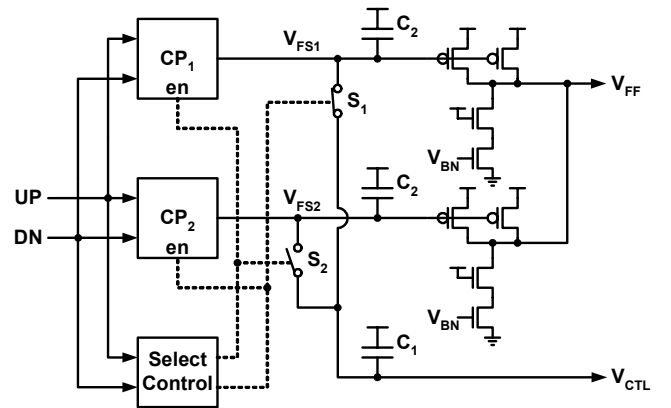 CP1
en
VFS1
C2
S1
VFF
VBN
UP
DN
CP2
en
VFS2
C2
S2
VBN
Select
Control
C1
VCTL